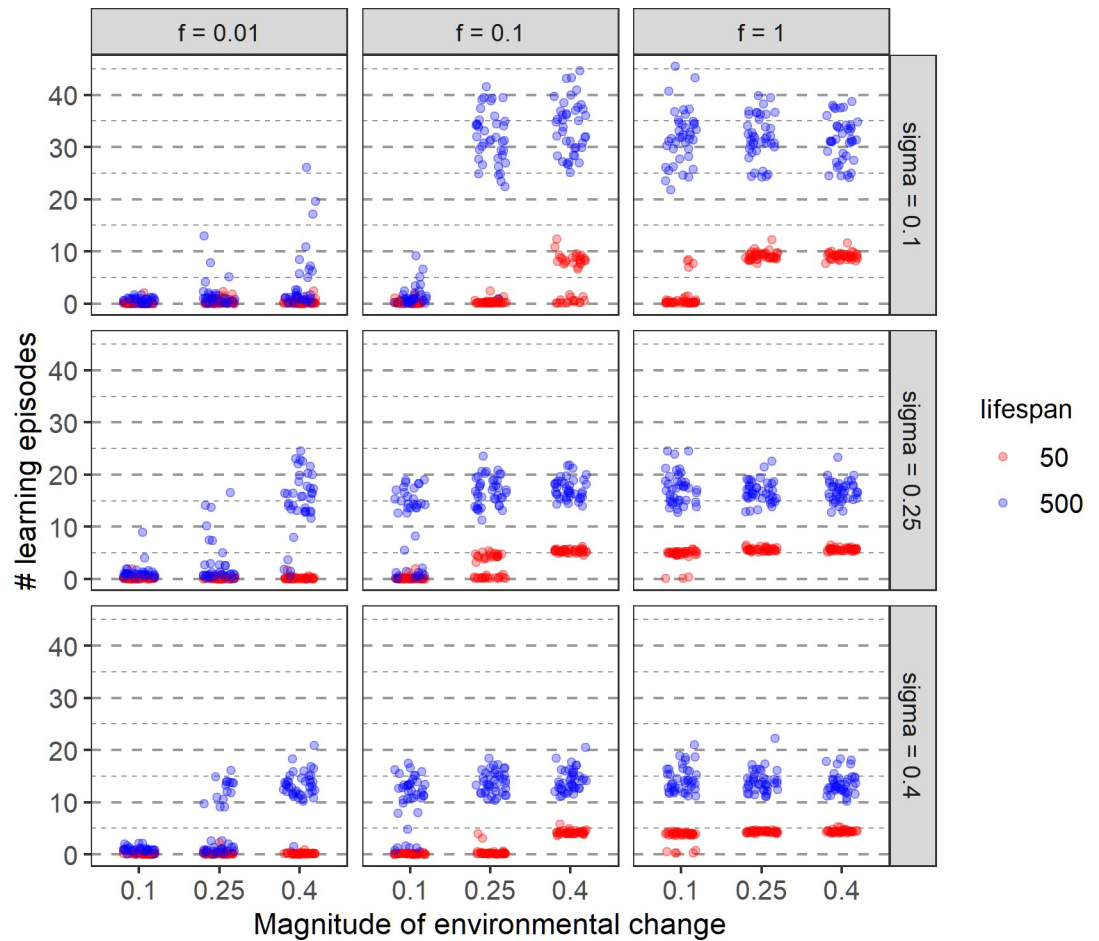 f = 0.01
f = 0.1
f = 1
40
30
20
10
0
sigma = 0.1
40
30
20
10
0
sigma = 0.25
40
30
20
10
0
sigma = 0.4
0.1 0.25 0.4
0.1 0.25 0.4
0.1 0.25 0.4
Magnitude of environmental change
# learning episodes
lifespan
50
500